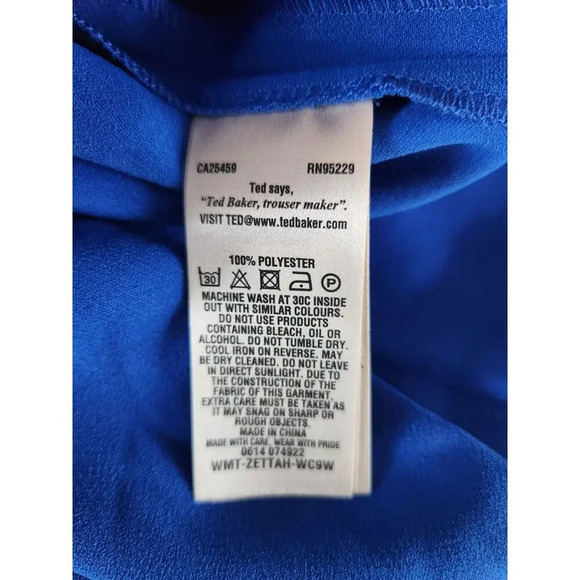 CA25459 RN95229
Ted says,
"Ted Baker, trouser maker".
VISIT TED@www.tedbaker.com
100% POLYESTER
30 P
MACHINE WASH AT 30C INSIDE
OUT WITH SIMILAR COLOURS.
DO NOT USE PRODUCTS
CONTAINING BLEACH, OIL OR
ALCOHOL. DO NOT TUMBLE DRY.
COOL IRON ON REVERSE. MAY
BE DRY CLEANED. DO NOT LEAVE
IN DIRECT SUNLIGHT. DUE TO
THE CONSTRUCTION OF THE
FABRIC OF THIS GARMENT,
EXTRA CARE MUST BE TAKEN AS
IT MAY SNAG ON SHARP OR
ROUGH OBJECTS.
MADE IN CHINA
MADE WITH CARE. WEAR WITH PRIDE
0614 074922
WMT-ZETTAH-WC9W